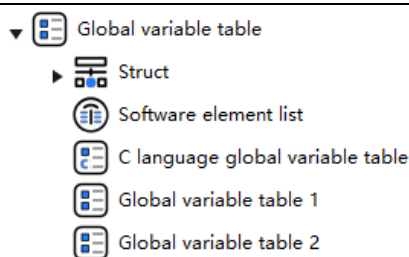 Global variable table
Struct
Software element list
C language global variable table
Global variable table 1
Global variable table 2